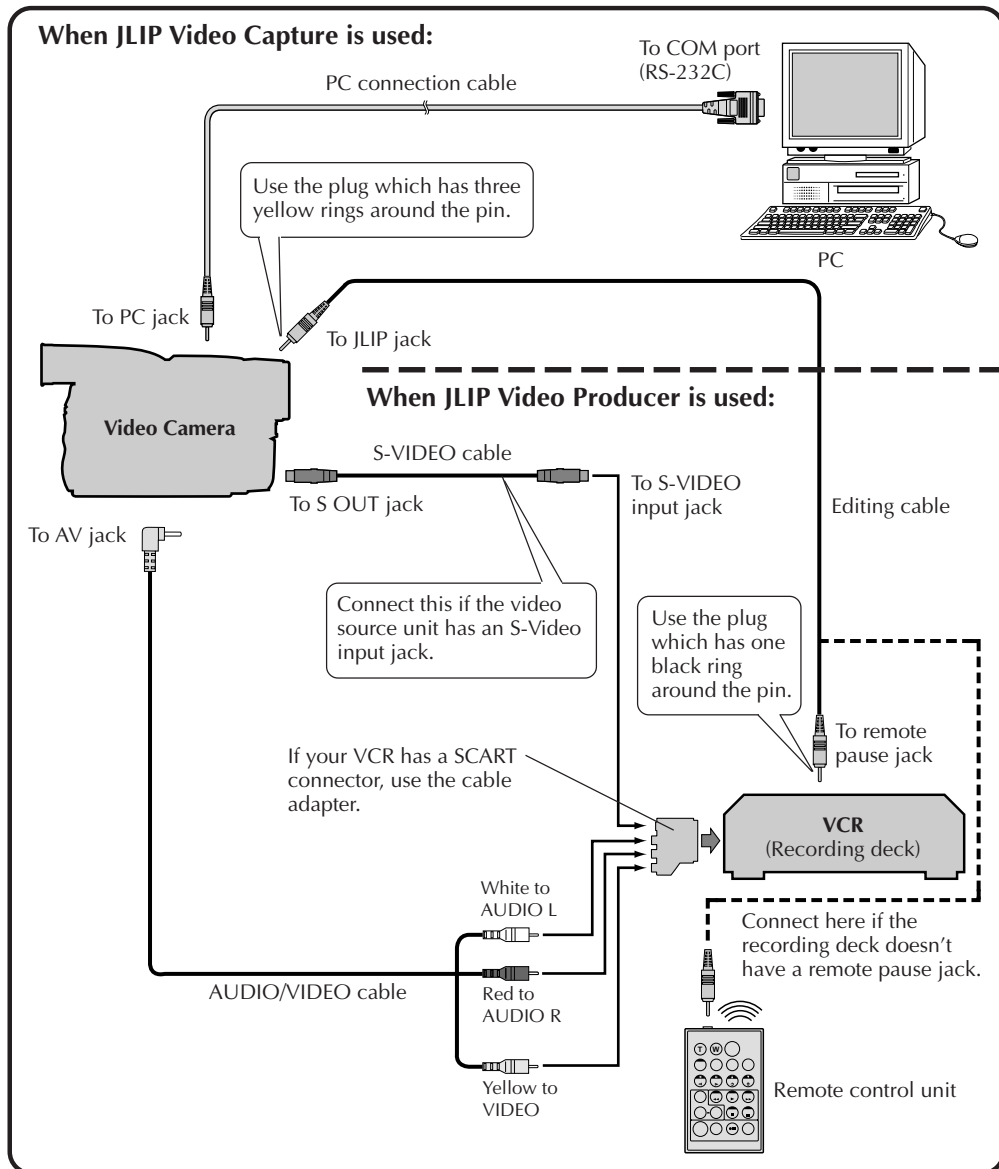 When JLIP Video Capture is used:
To COM port
(RS-232C)
PC connection cable
Use the plug which has three
yellow rings around the pin.
PC
To PC jack
To JLIP jack
When JLIP Video Producer is used:
Video Camera
S-VIDEO cable
To S OUT jack
To S-VIDEO
input jack
Editing cable
To AV jack
Connect this if the video
source unit has an S-Video
input jack.
Use the plug
which has one
black ring
around the pin.
To remote
pause jack
If your VCR has a SCART
connector, use the cable
adapter.
VCR
(Recording deck)
White to
AUDIO L
Connect here if the
recording deck doesn't
have a remote pause jack.
AUDIO/VIDEO cable
Red to
AUDIO R
T W
Yellow to
VIDEO
Remote control unit